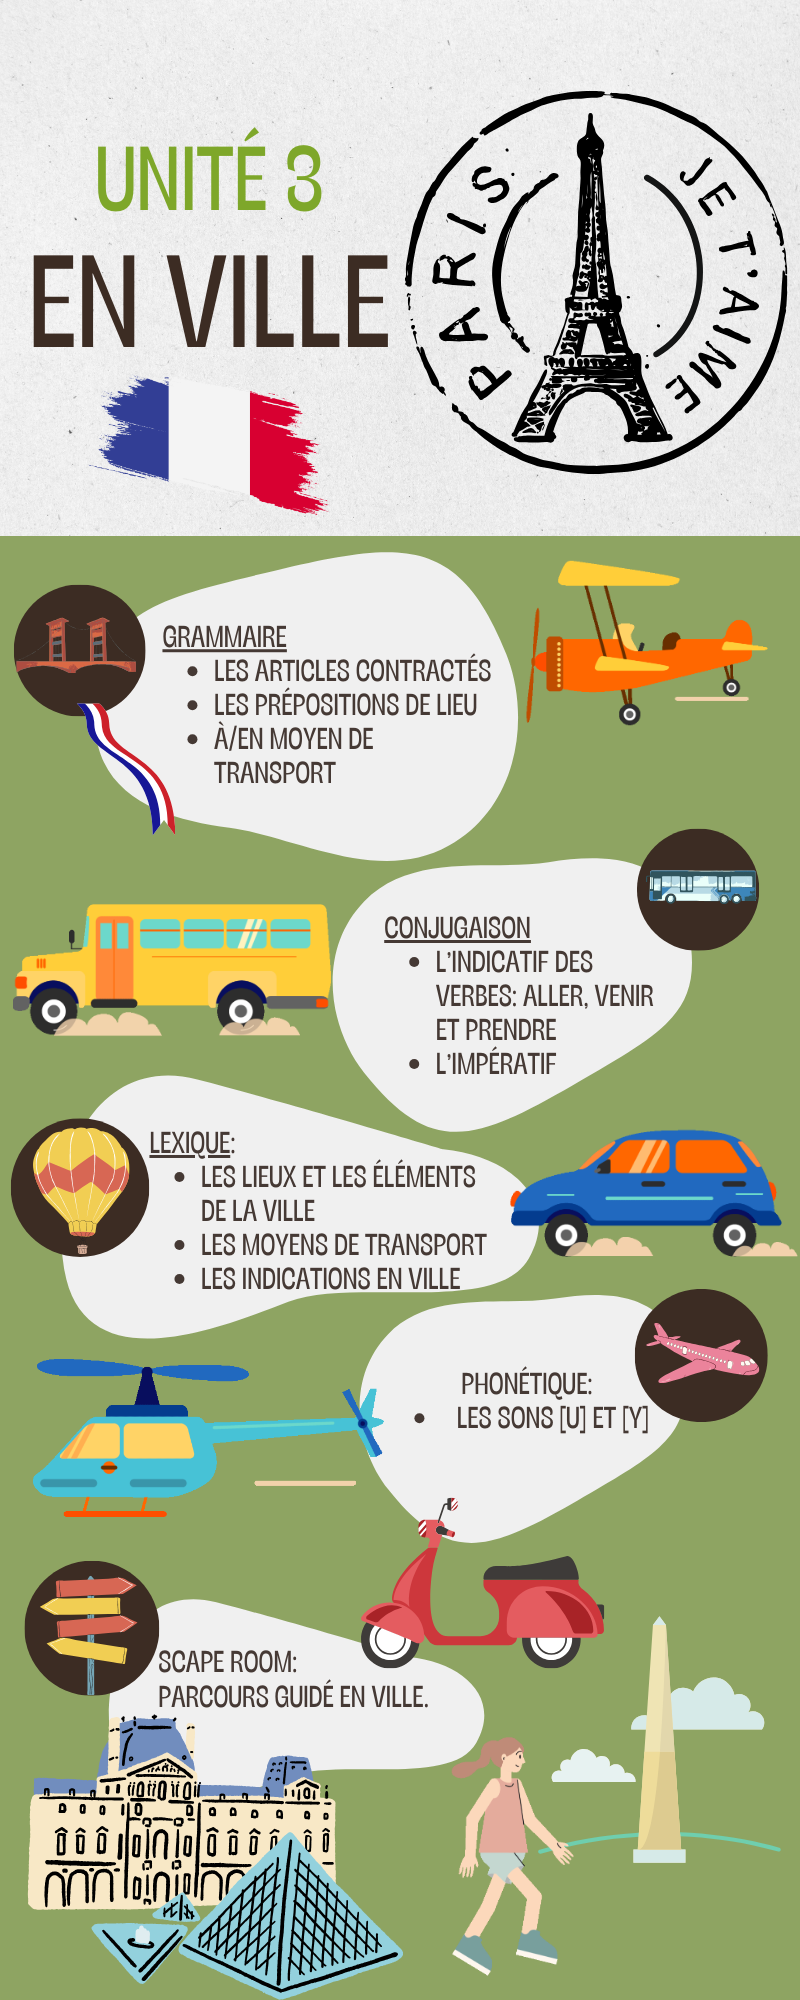 UNITÉ 3
EN VILLE
PARIS
JE T'AIME
GRAMMAIRE
• LES ARTICLES CONTRACTÉS
• LES PRÉPOSITIONS DE LIEU
• À/EN MOYEN DE
TRANSPORT
CONJUGAISON
• L'INDICATIF DES
VERBES: ALLER, VENIR
ET PRENDRE
• L'IMPÉRATIF
LEXIQUE:
• LES LIEUX ET LES ÉLÉMENTS
DE LA VILLE
• LES MOYENS DE TRANSPORT
• LES INDICATIONS EN VILLE
PHONÉTIQUE:
• LES SONS [U] ET [Y]
SCAPE ROOM:
PARCOURS GUIDÉ EN VILLE.